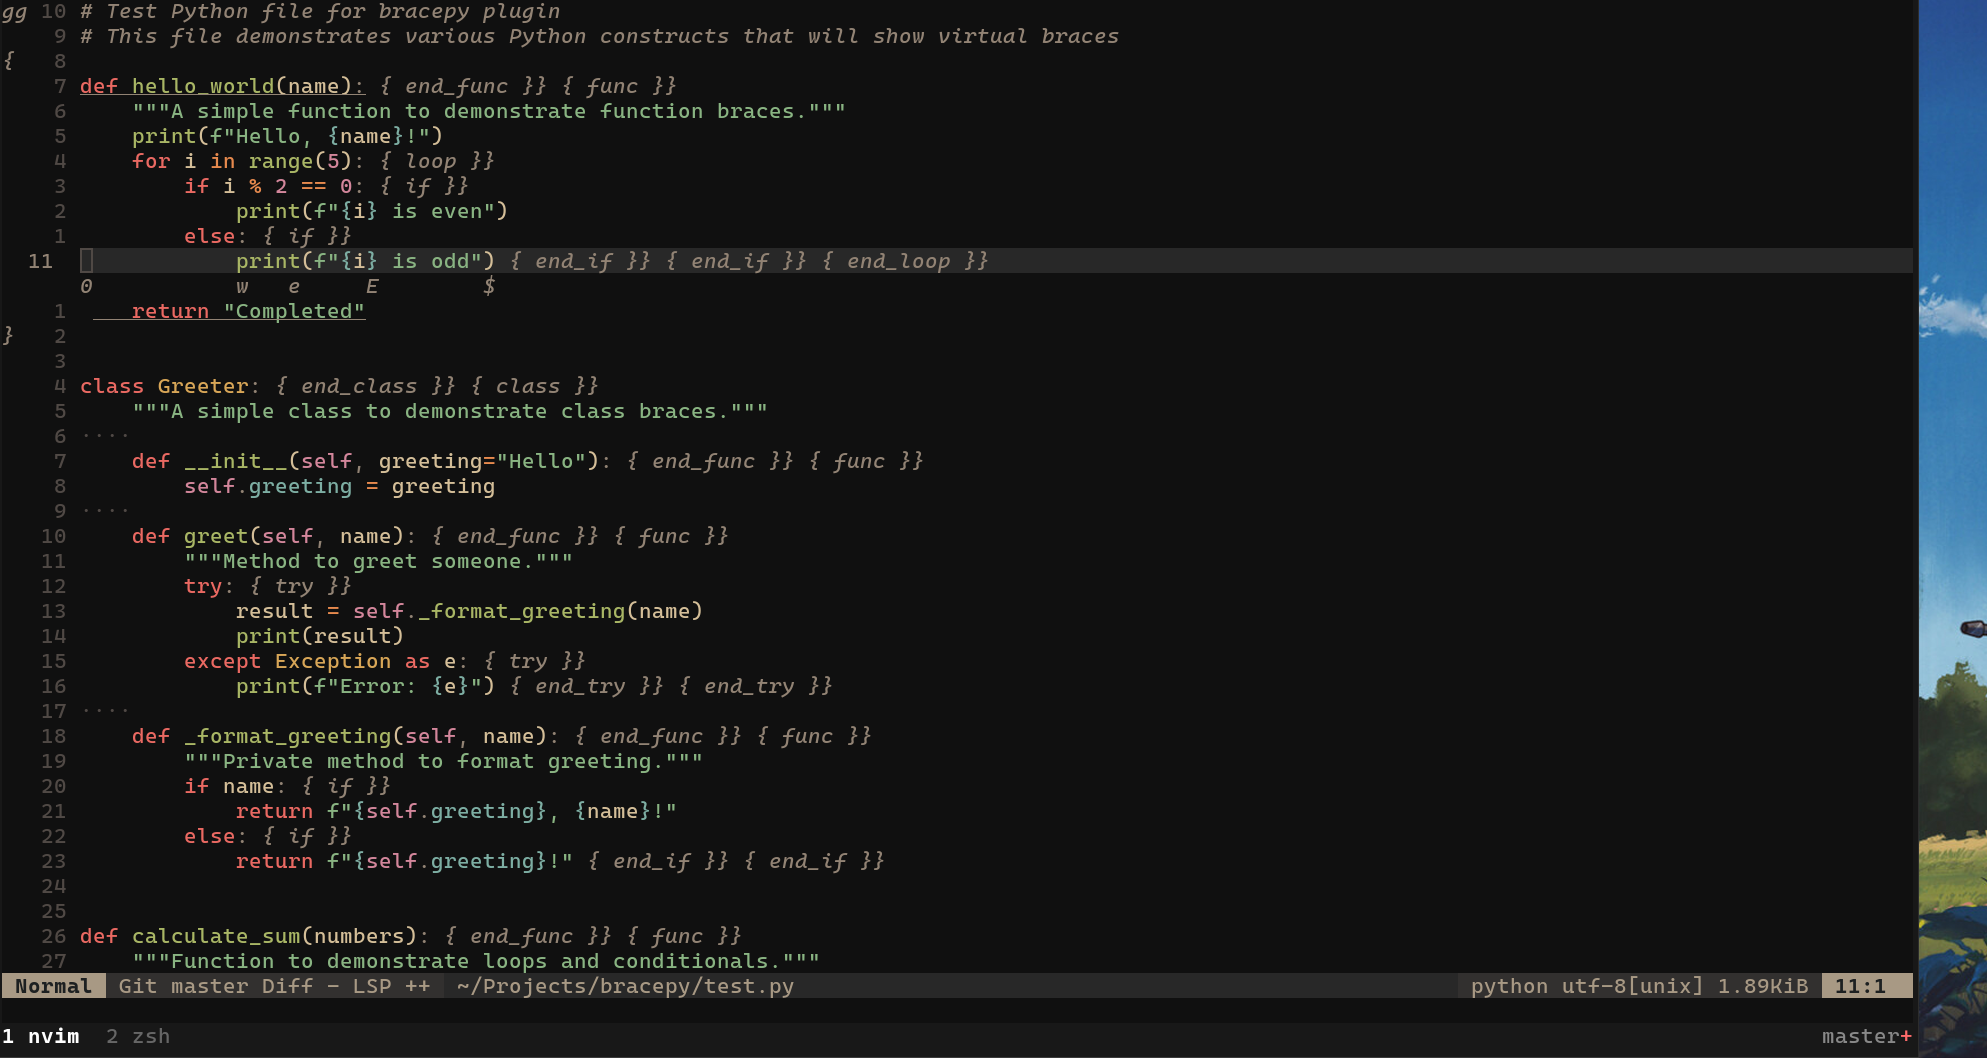 gg 10 # Test Python file for bracepy plugin
9 # This file demonstrates various Python constructs that will show virtual braces
{ 8
7 def hello_world(name): { end_func }} { func }}
6     """A simple function to demonstrate function braces."""
5     print(f"Hello, {name}!")
4     for i in range(5): { loop }}
3         if i % 2 == 0: { if }}
2             print(f"{i} is even")
1         else: { if }}
11             print(f"{i} is odd") { end_if }} { end_if }} { end_loop }}
0 w e E $
1     return "Completed"
} 2
3
4 class Greeter: { end_class }} { class }}
5     """A simple class to demonstrate class braces."""
6 ····
7     def __init__(self, greeting="Hello"): { end_func }} { func }}
8         self.greeting = greeting
9 ····
10     def greet(self, name): { end_func }} { func }}
11         """Method to greet someone."""
12         try: { try }}
13             result = self._format_greeting(name)
14             print(result)
15         except Exception as e: { try }}
16             print(f"Error: {e}") { end_try }} { end_try }}
17 ····
18     def _format_greeting(self, name): { end_func }} { func }}
19         """Private method to format greeting."""
20         if name: { if }}
21             return f"{self.greeting}, {name}!"
22         else: { if }}
23             return f"{self.greeting}!" { end_if }} { end_if }}
24
25
26 def calculate_sum(numbers): { end_func }} { func }}
27     """Function to demonstrate loops and conditionals."""
Normal Git master Diff - LSP ++ ~/Projects/bracepy/test.py python utf-8[unix] 1.89KiB 11:1
1 nvim 2 zsh master+